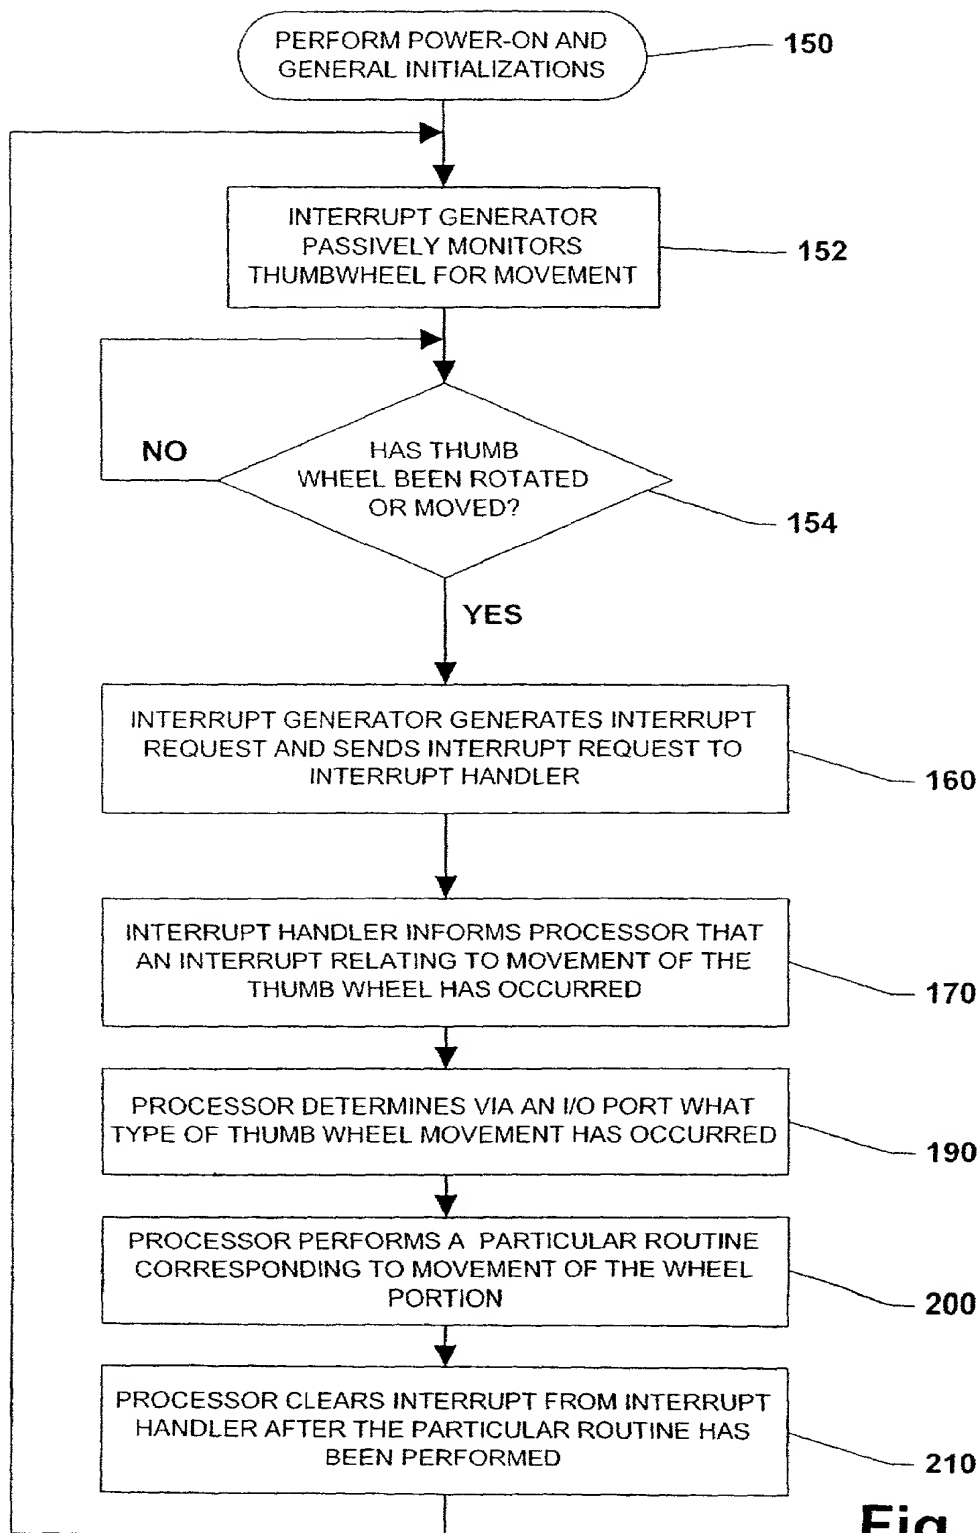 PERFORM POWER-ON AND
GENERAL INITIALIZATIONS
150
INTERRUPT GENERATOR
PASSIVELY MONITORS
THUMBWHEEL FOR MOVEMENT
152
NO
HAS THUMB
WHEEL BEEN ROTATED
OR MOVED?
154
YES
INTERRUPT GENERATOR GENERATES INTERRUPT
REQUEST AND SENDS INTERRUPT REQUEST TO
INTERRUPT HANDLER
160
INTERRUPT HANDLER INFORMS PROCESSOR THAT
AN INTERRUPT RELATING TO MOVEMENT OF THE
THUMB WHEEL HAS OCCURRED
170
PROCESSOR DETERMINES VIA AN I/O PORT WHAT
TYPE OF THUMB WHEEL MOVEMENT HAS OCCURRED
190
PROCESSOR PERFORMS A PARTICULAR ROUTINE
CORRESPONDING TO MOVEMENT OF THE WHEEL
PORTION
200
PROCESSOR CLEARS INTERRUPT FROM INTERRUPT
HANDLER AFTER THE PARTICULAR ROUTINE HAS
BEEN PERFORMED
210
Fig